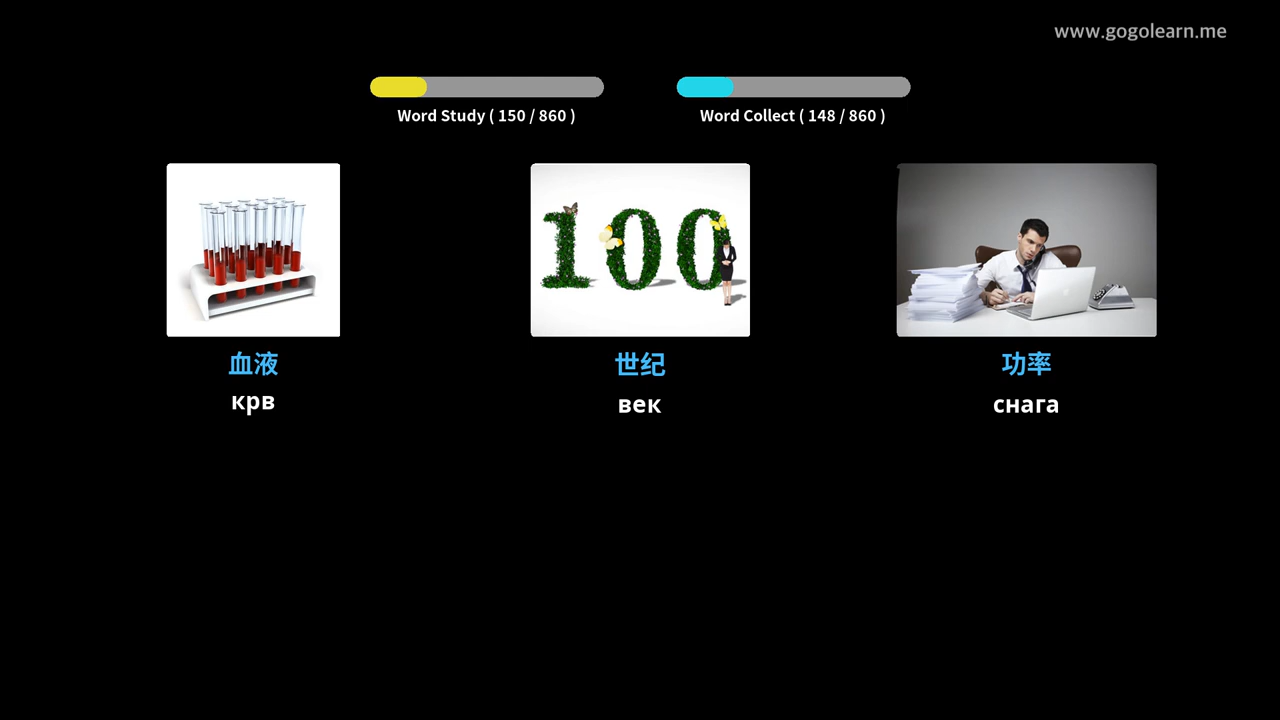 www.gogolearn.me
Word Study ( 150 / 860 )
Word Collect ( 148 / 860 )
100
血液
世纪
功率
крв
век
снага